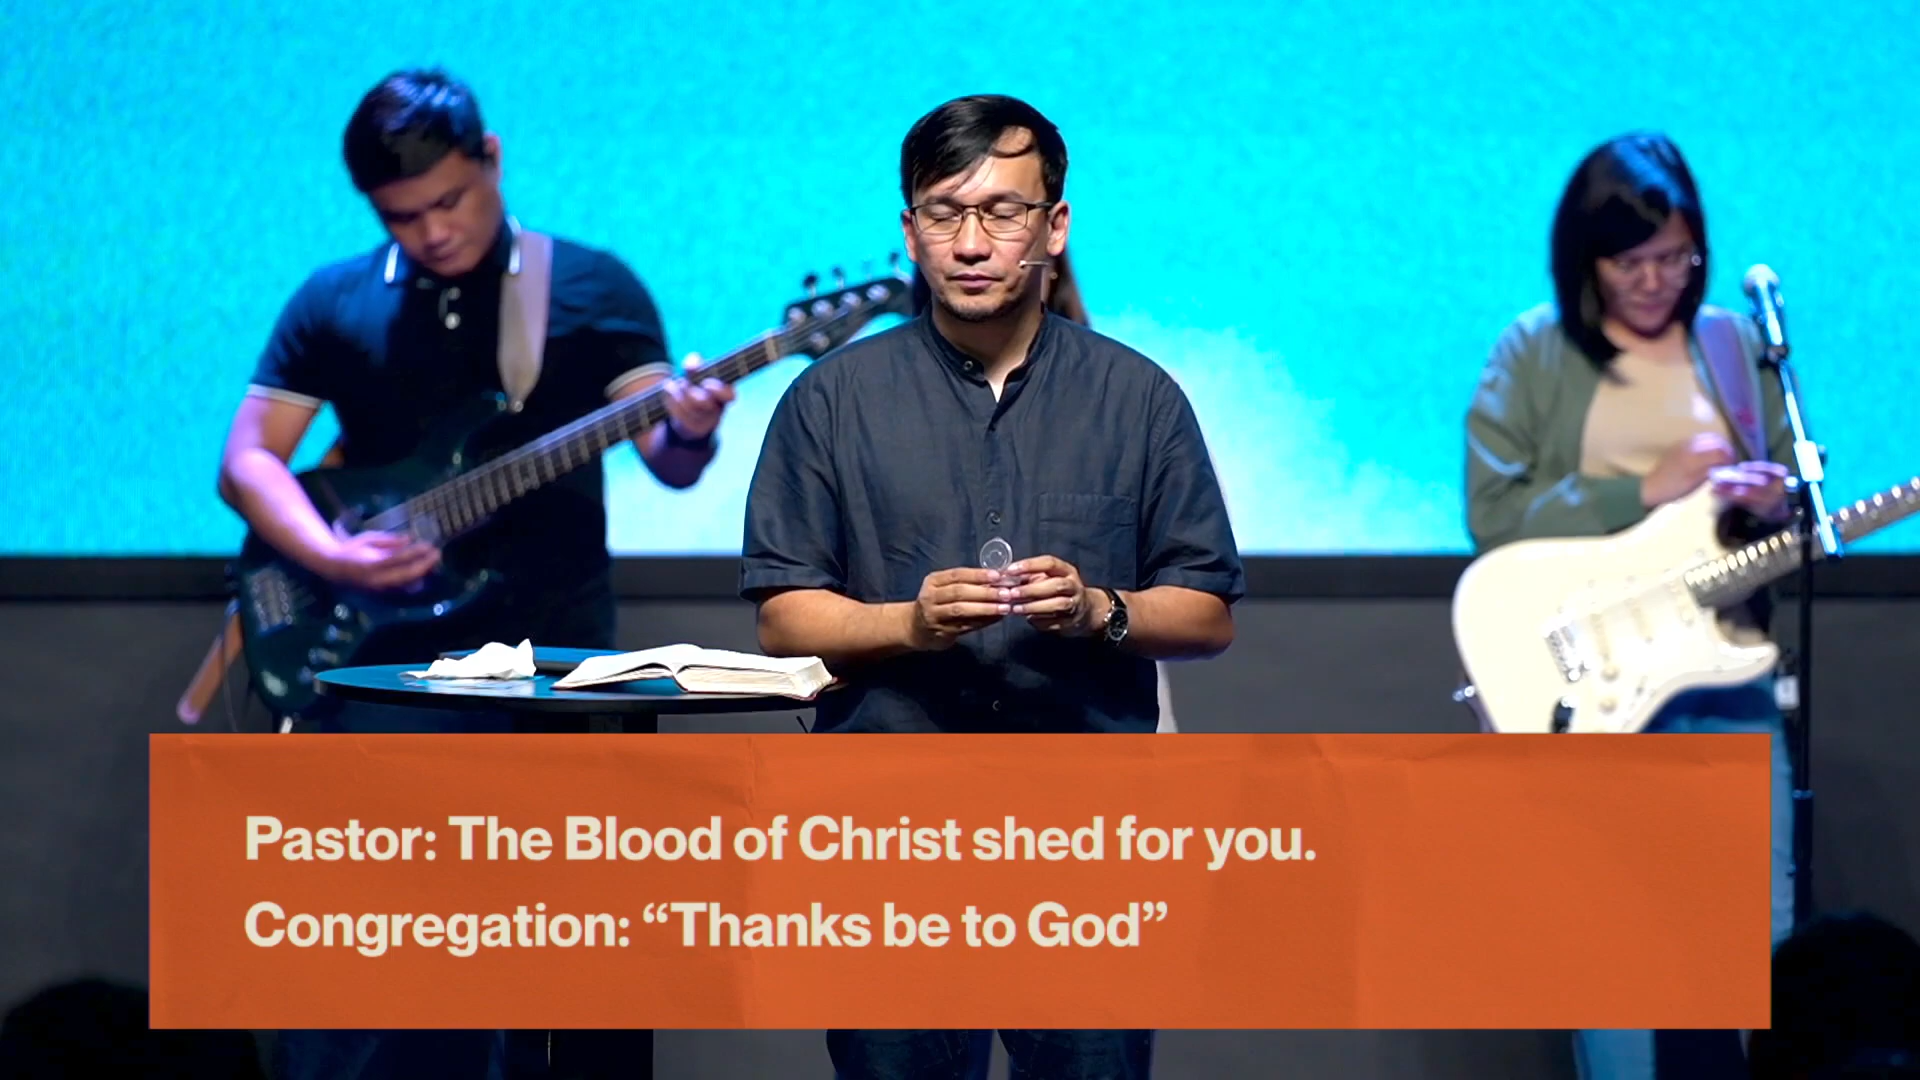 Pastor: The Blood of Christ shed for you.
Congregation: “Thanks be to God”